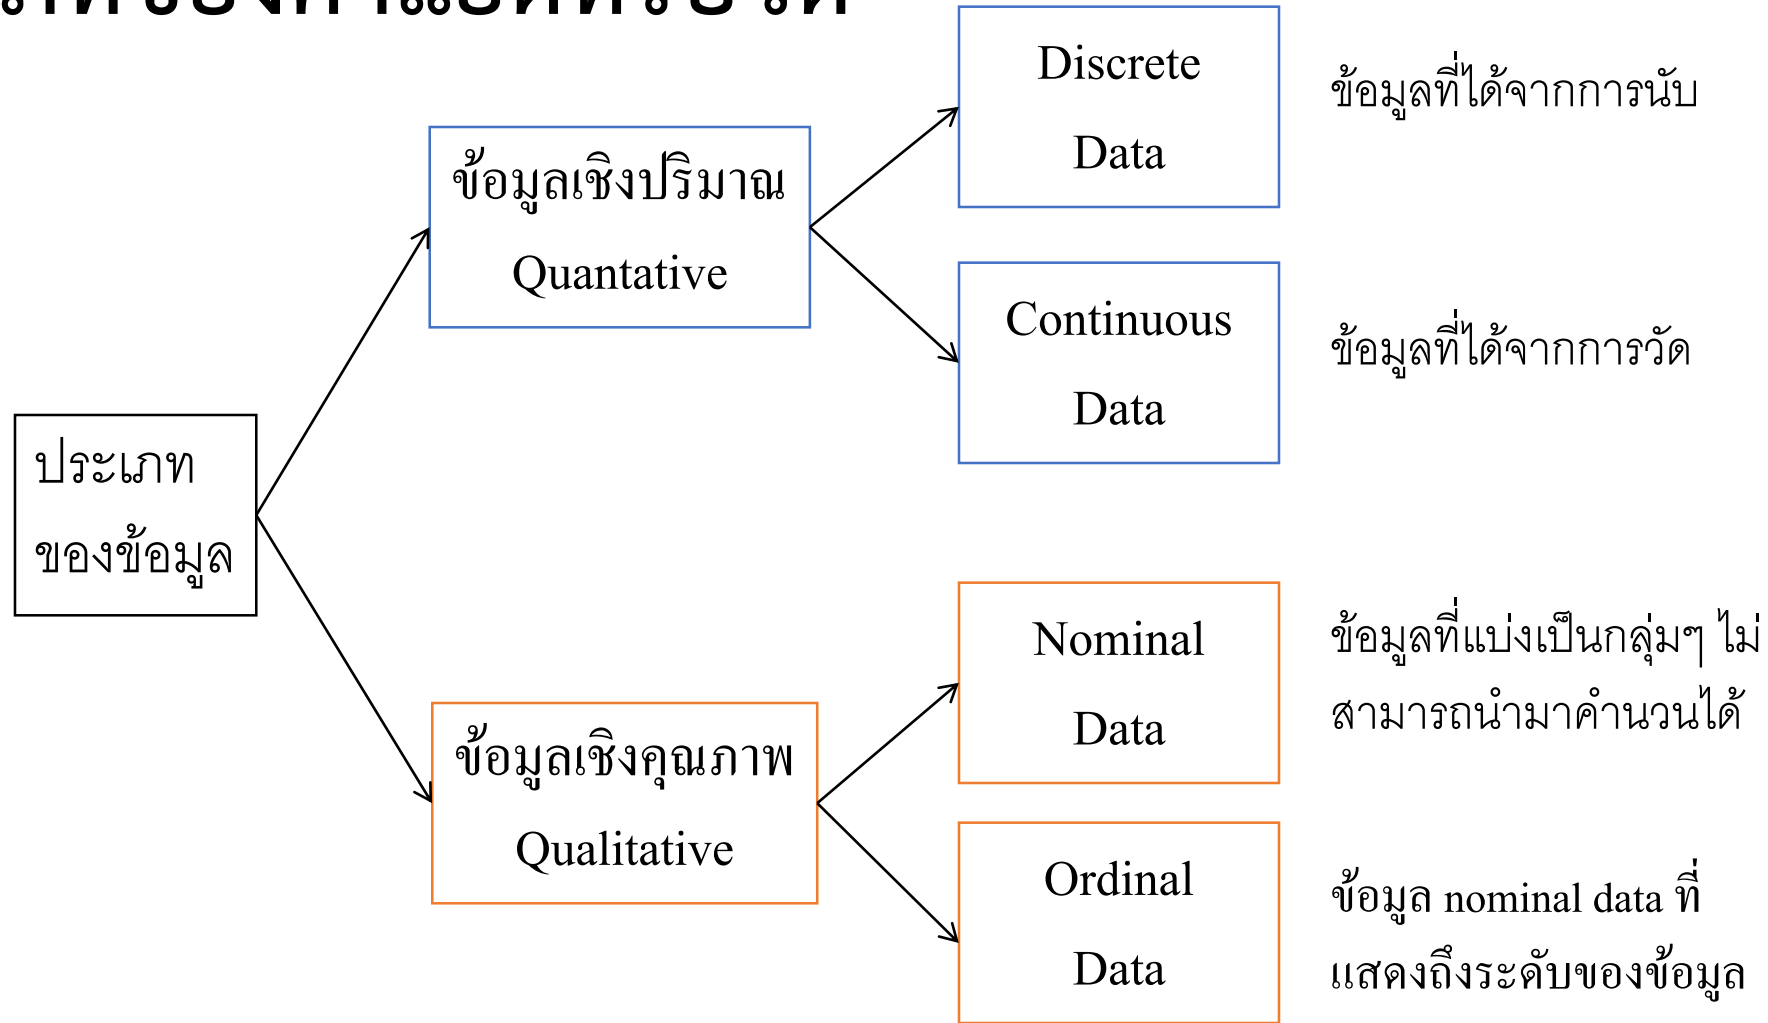 Discrete
Data
ข้อมูลที่ได้จากการนับ
ข้อมูลเชิงปริมาณ
Quantative
Continuous
Data
ข้อมูลที่ได้จากการวัด
ประเภท
ของข้อมูล
Nominal
Data
ข้อมูลที่แบ่งเป็นกลุ่มๆ ไม่
สามารถนำมาคำนวนได้
ข้อมูลเชิงคุณภาพ
Qualitative
Ordinal
Data
ข้อมูล nominal data ที่
แสดงถึงระดับของข้อมูล